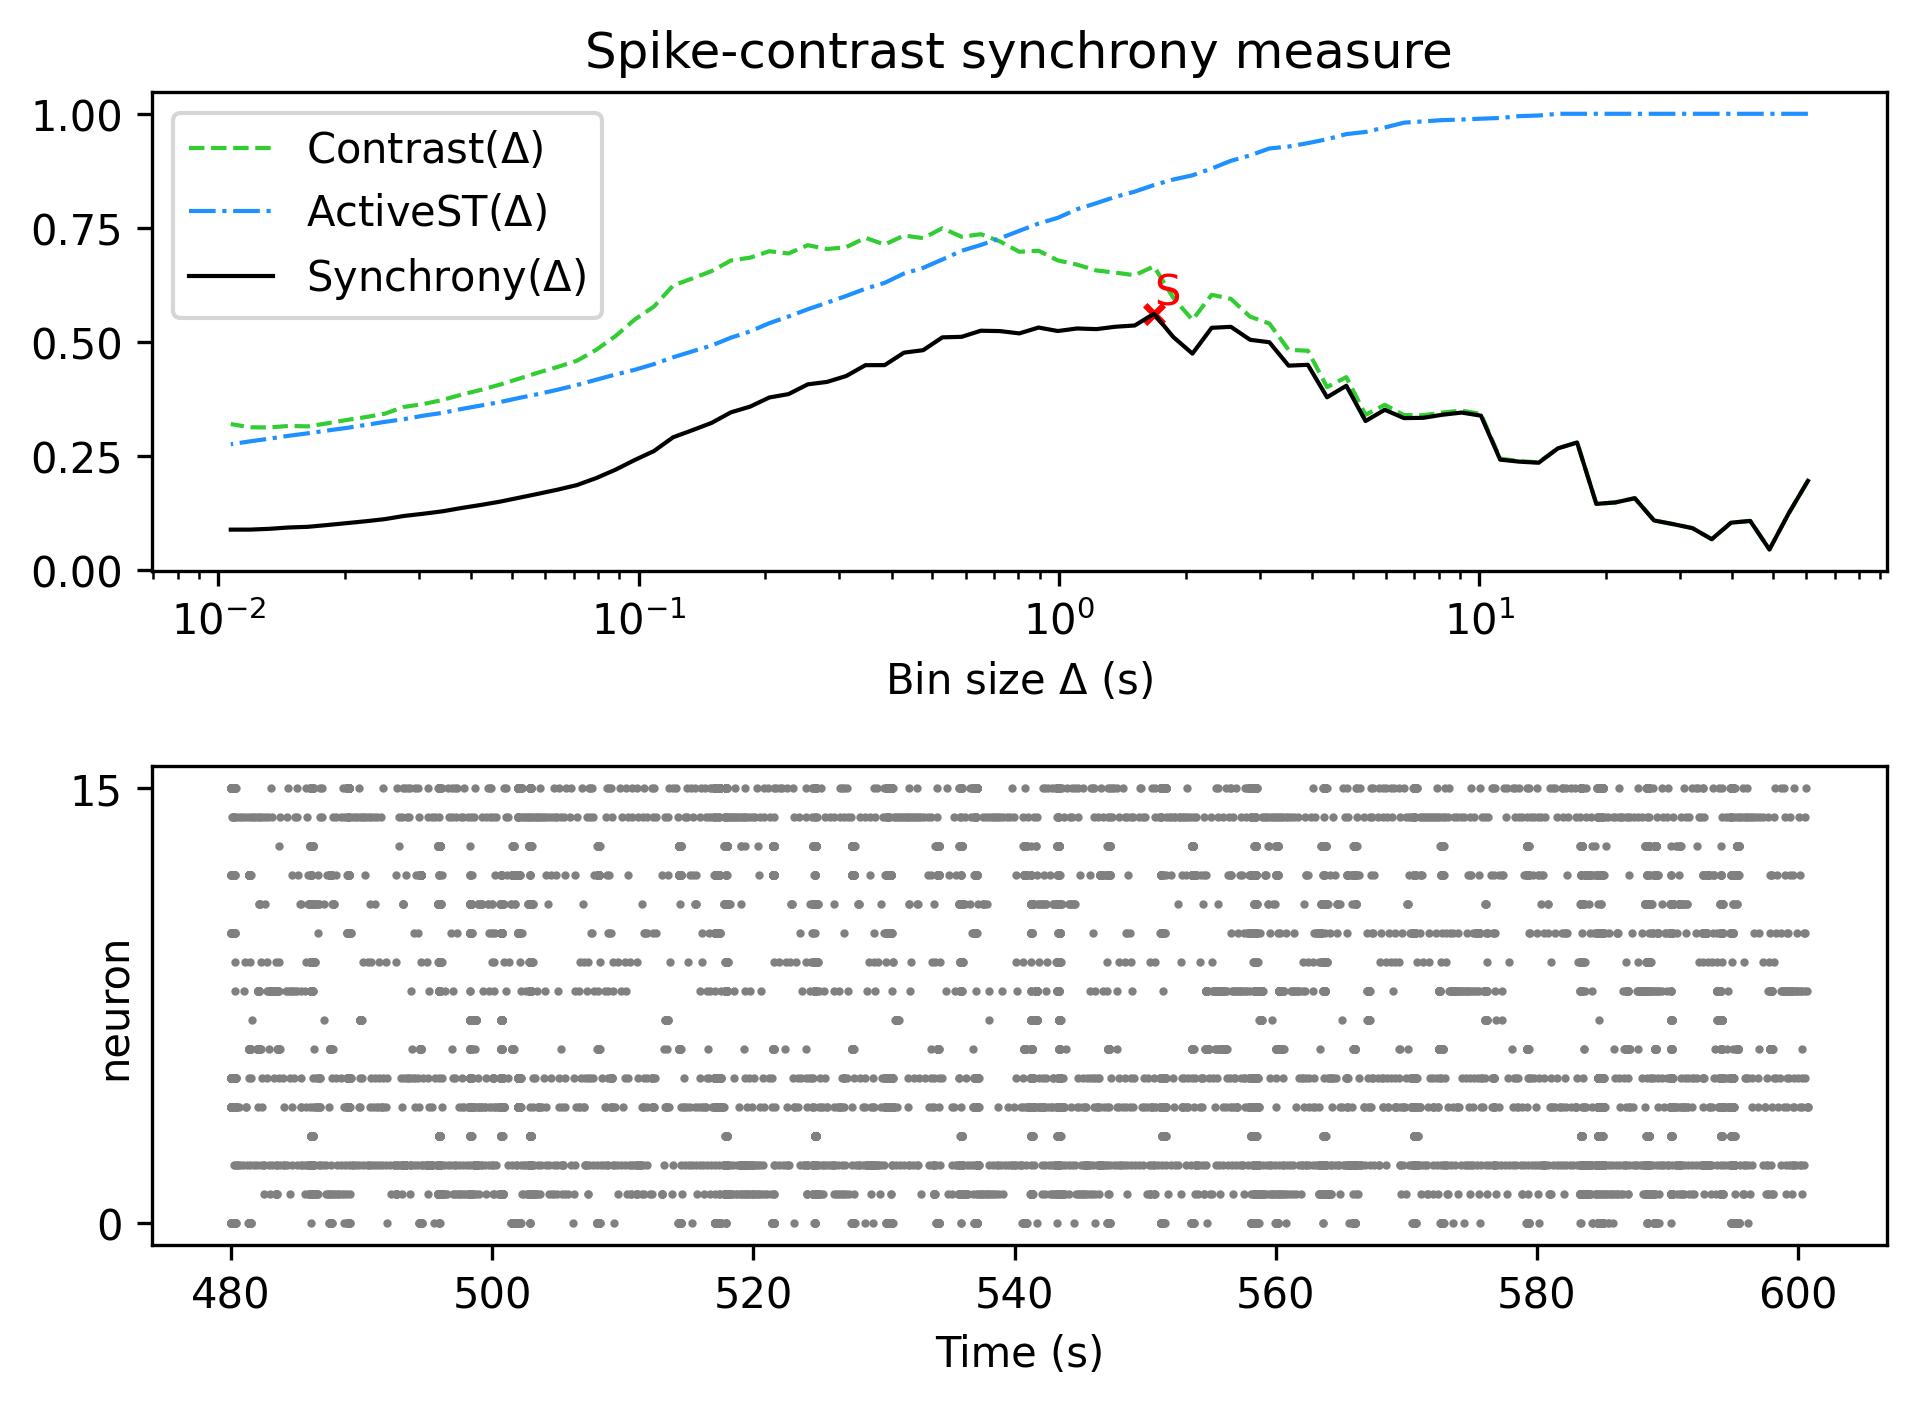 Spike-contrast synchrony measure
1.00
0.75
0.50
0.25
0.00
Contrast(Δ)
ActiveST(Δ)
Synchrony(Δ)
S
10⁻²
10⁻¹
10⁰
10¹
Bin size Δ (s)
15
0
neuron
480
500
520
540
560
580
600
Time (s)